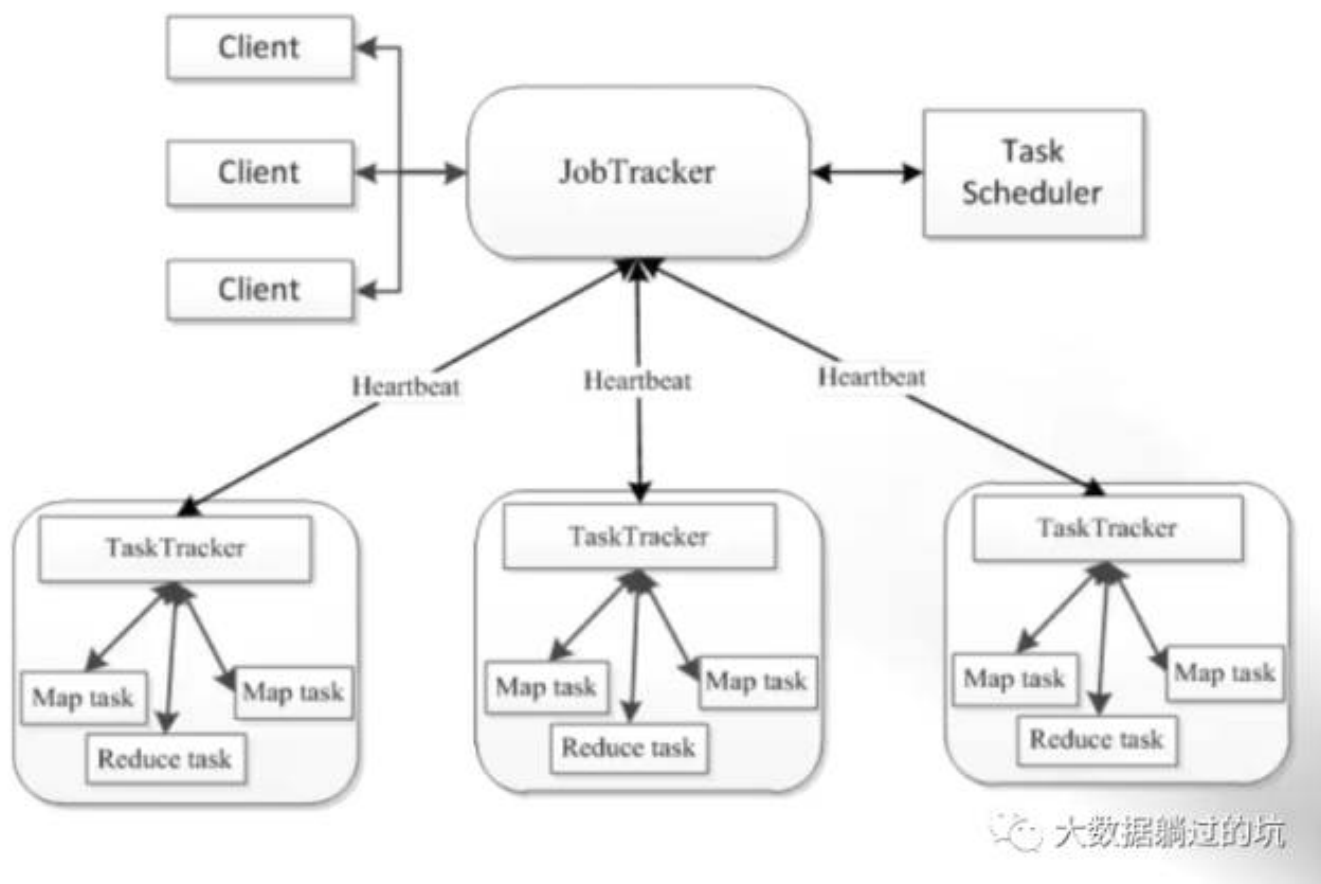 Client
Client
Client
JobTracker
Task
Scheduler
Heartbeat
Heartbeat
Heartbeat
TaskTracker
Map task
Map task
Reduce task
TaskTracker
Map task
Map task
Reduce task
TaskTracker
Map task
Map task
Reduce task
大数据躺过的坑